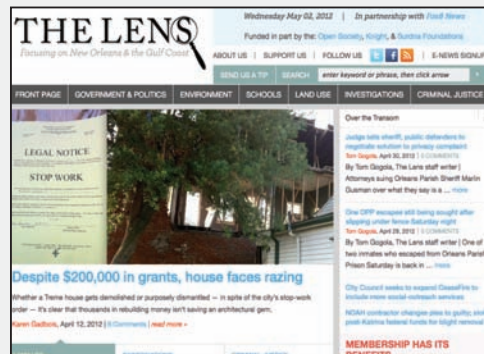 THE LENS
Focusing on New Orleans & the Gulf Coast
Wednesday May 02, 2012 | In partnership with Fox8 News
Funded in part by the: Open Society, Knight, & Surdna Foundations
ABOUT US | SUPPORT US | FOLLOW US | E-NEWS SIGNUP
SEND US A TIP SEARCH enter keyword or phrase, then click arrow
FRONT PAGE GOVERNMENT & POLITICS ENVIRONMENT SCHOOLS LAND USE INVESTIGATIONS CRIMINAL JUSTICE
LEGAL NOTICE
STOP WORK
Despite $200,000 in grants, house faces razing
Whether a Treme house gets demolished or purposely dismantled — in spite of the city's stop-work
order — it's clear that thousands in rebuilding money isn't saving an architectural gem.
Karen Gadbois, April 12, 2012 | 6 Comments | read more »
Over the Transom
Judge tells sheriff, public defenders to
negotiate solution to privacy complaint
Tom Gogola, April 30, 2012 | 0 COMMENTS
By Tom Gogola, The Lens staff writer |
Attorneys suing Orleans Parish Sheriff Marlin
Gusman over what they say is a ... more
One OPP escapee still being sought after
slipping under fence Saturday night
Tom Gogola, April 29, 2012 | 0 COMMENTS
By Tom Gogola, The Lens staff writer | One of
two inmates who escaped from Orleans Parish
Prison Saturday is back in ... more
City Council seeks to expand CeaseFire to
include more social-outreach services
NOAH contractor changes plea to guilty;
post-Katrina federal funds for blight removal
MEMBERSHIP HAS ITS
BENEFITS